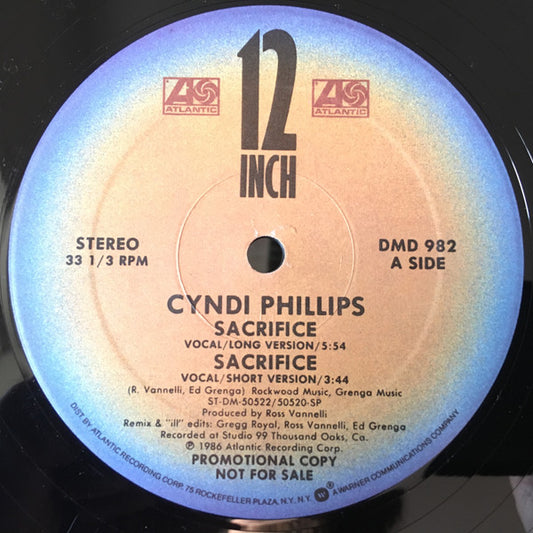 12
INCH
ATLANTIC
ATLANTIC
STEREO
33 1/3 RPM
DMD 982
A SIDE
CYNDI PHILLIPS
SACRIFICE
VOCAL/LONG VERSION/5:54
SACRIFICE
VOCAL/SHORT VERSION/3:44
(R. Vannelli, Ed Grenga) Rockwood Music, Grenga Music
ST-DM-50522/50520-SP
Produced by Ross Vannelli
Remix & "ill" edits: Gregg Royal, Ross Vannelli, Ed Grenga
Recorded at Studio 99 Thousand Oaks, Ca.
℗ 1986 Atlantic Recording Corp.
PROMOTIONAL COPY
NOT FOR SALE
DIST BY ATLANTIC RECORDING CORP. 75 ROCKEFELLER PLAZA, N.Y. N.Y. A WARNER COMMUNICATIONS COMPANY.